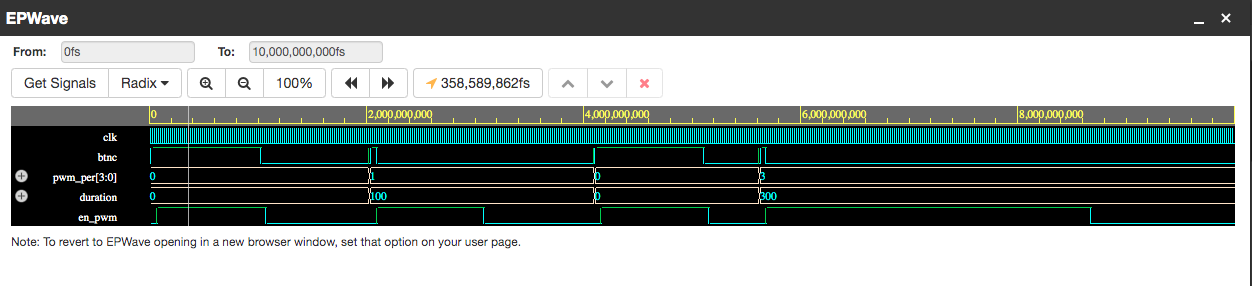 EPWave
From: 0fs To: 10,000,000,000fs
Get Signals Radix 100% 358,589,862fs
0 2,000,000,000 4,000,000,000 6,000,000,000 8,000,000,000
clk
btnc
pwm_per[3:0] 0 1 0 3
duration 0 100 0 300
en_pwm
Note: To revert to EPWave opening in a new browser window, set that option on your user page.